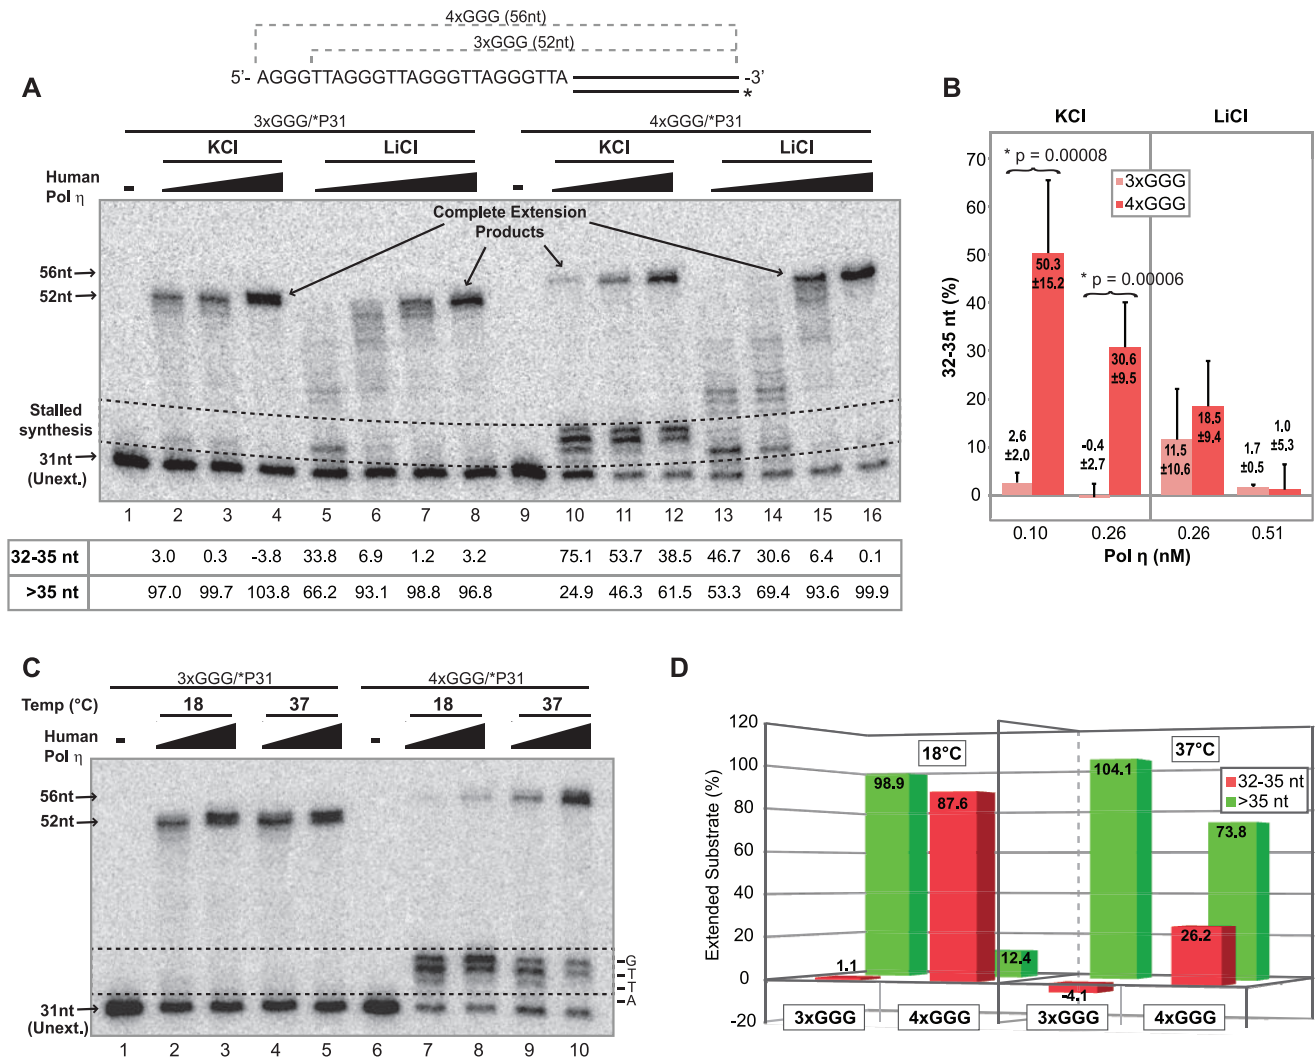 4xGGG (56nt)
3xGGG (52nt)
5'- AGGGTTAGGGTTAGGGTTAGGGTTA -3'
*
A
3xGGG/*P31 4xGGG/*P31
KCl LiCl KCl LiCl
Human
Pol η
- -
Complete Extension
Products
56nt
52nt
Stalled
synthesis
31nt
(Unext.)
1 2 3 4 5 6 7 8 9 10 11 12 13 14 15 16
32-35 nt 3.0 0.3 -3.8 33.8 6.9 1.2 3.2 75.1 53.7 38.5 46.7 30.6 6.4 0.1
>35 nt 97.0 99.7 103.8 66.2 93.1 98.8 96.8 24.9 46.3 61.5 53.3 69.4 93.6 99.9
B
KCl LiCl
* p = 0.00008
3xGGG
4xGGG
* p = 0.00006
32-35 nt (%)
70
60
50
40
30
20
10
0
2.6
±2.0
50.3
±15.2
-0.4
±2.7
30.6
±9.5
11.5
±10.6
18.5
±9.4
1.7
±0.5
1.0
±5.3
0.10 0.26 0.26 0.51
Pol η (nM)
C
3xGGG/*P31 4xGGG/*P31
Temp (°C) 18 37 18 37
Human
Pol η
- -
56nt
52nt
31nt
(Unext.)
G
T
T
A
1 2 3 4 5 6 7 8 9 10
D
Extended Substrate (%)
120
100
80
60
40
20
0
-20
18°C 37°C
32-35 nt
>35 nt
1.1
98.9
87.6
12.4
-4.1
104.1
26.2
73.8
3xGGG 4xGGG 3xGGG 4xGGG